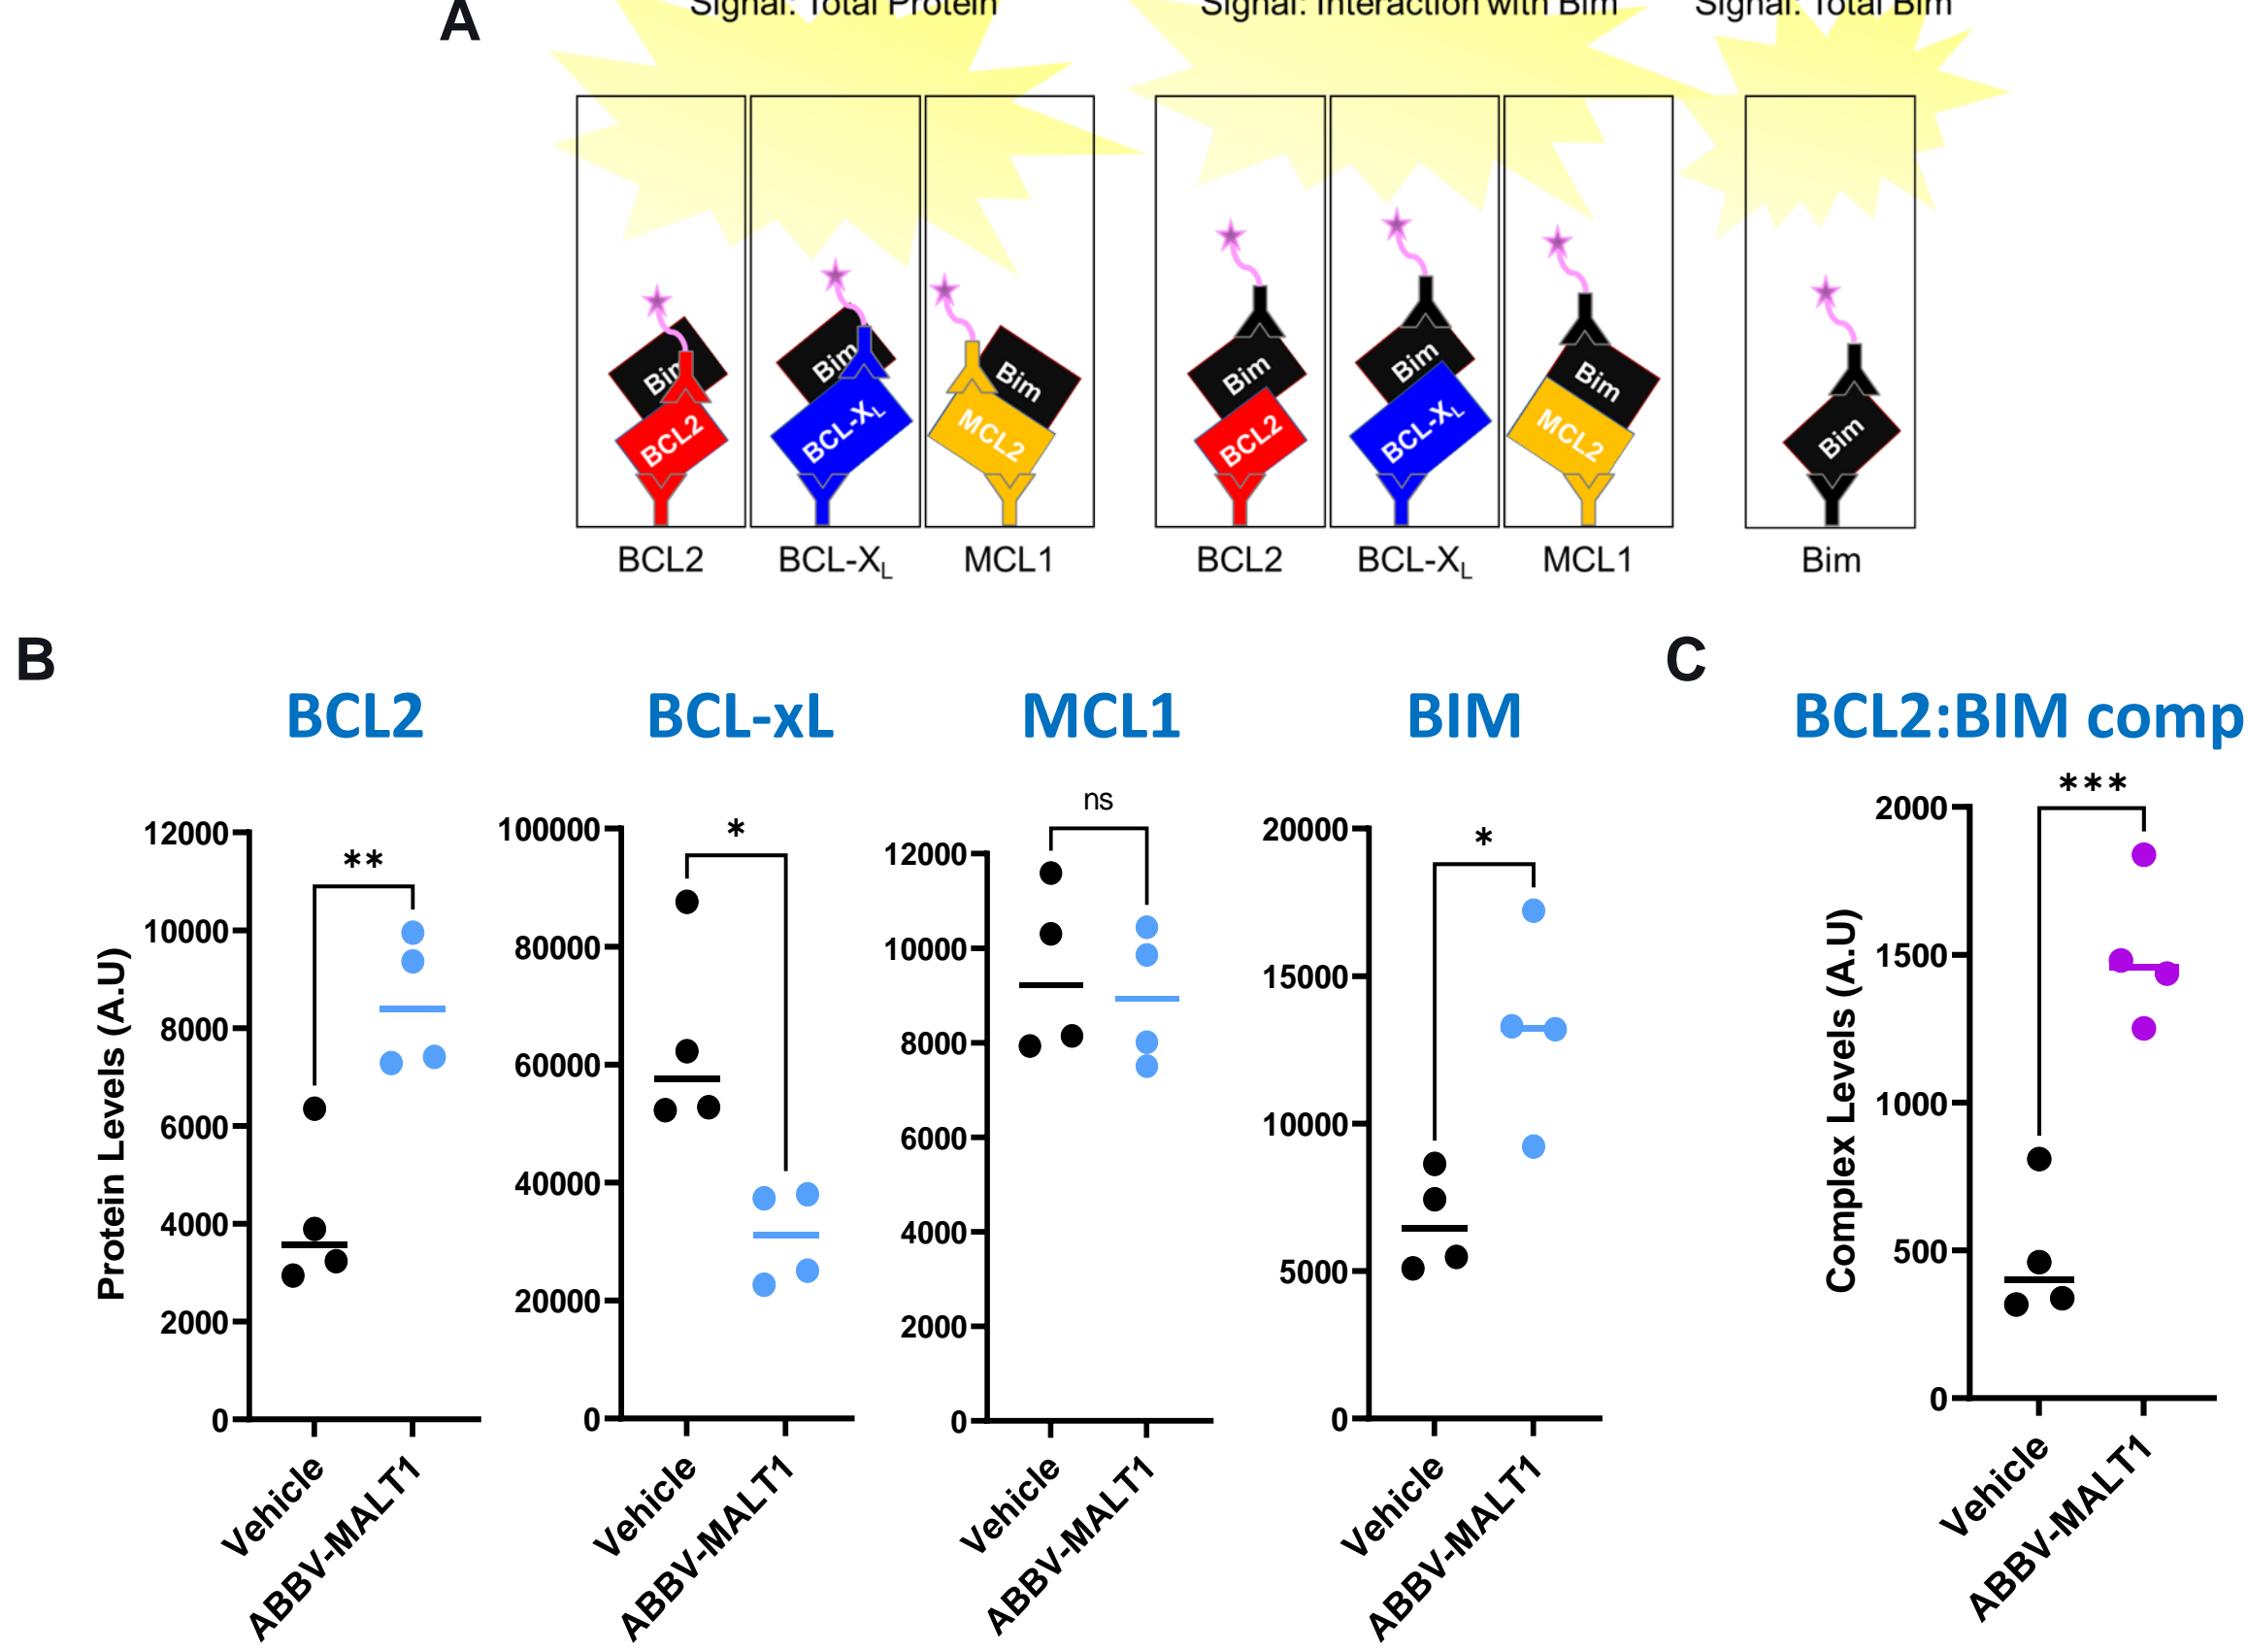 A
Signal: Total Protein
Signal: Interaction with Bim
Signal: Total Bim
Bim
Bim
Bim
Bim
Bim
Bim
BCL2
BCL-XL
MCL2
BCL2
BCL-XL
MCL2
Bim
BCL2
BCL-XL
MCL1
BCL2
BCL-XL
MCL1
Bim
B
C
BCL2
BCL-xL
MCL1
BIM
BCL2:BIM comp
Protein Levels (A.U)
12000
10000
8000
6000
4000
2000
0
**
Vehicle
ABBV-MALT1
100000
80000
60000
40000
20000
0
*
Vehicle
ABBV-MALT1
12000
10000
8000
6000
4000
2000
0
ns
Vehicle
ABBV-MALT1
20000
15000
10000
5000
0
*
Vehicle
ABBV-MALT1
Complex Levels (A.U)
2000
1500
1000
500
0
***
Vehicle
ABBV-MALT1